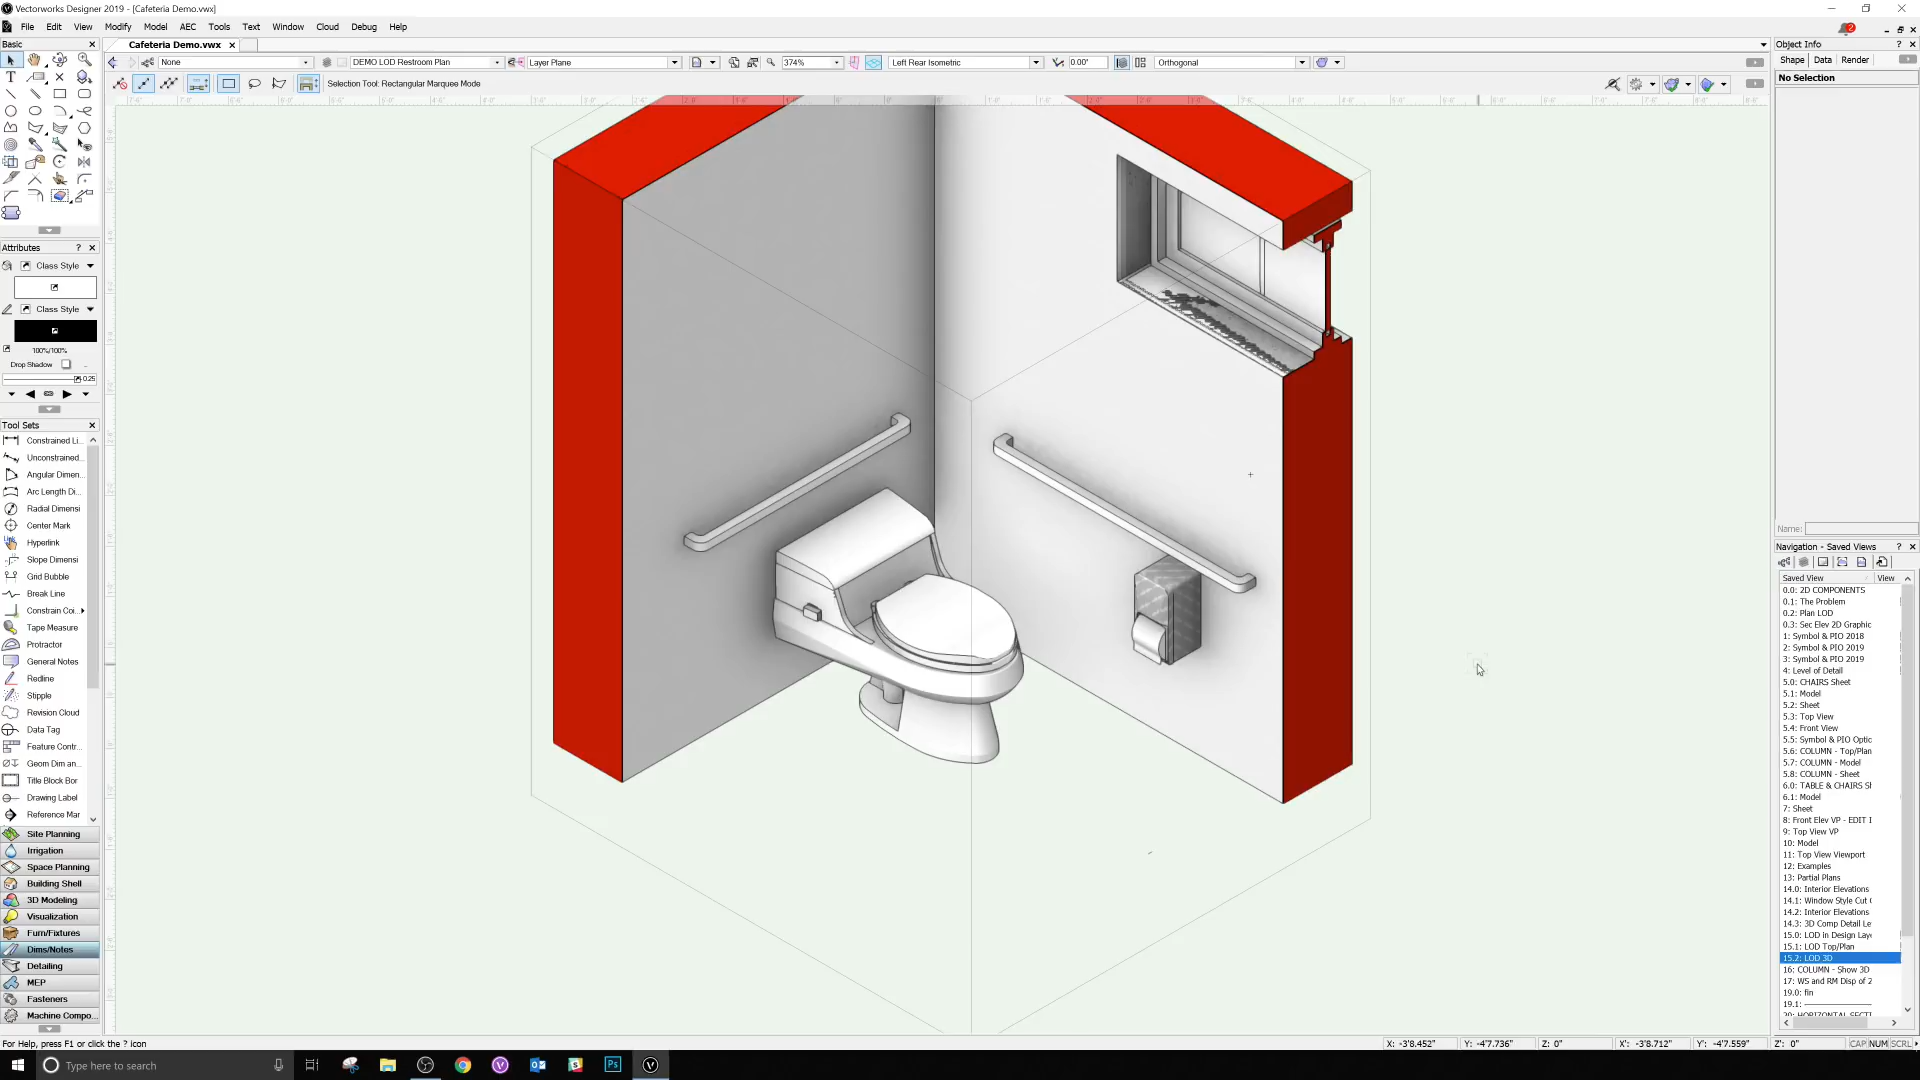 Vectorworks Designer 2019 - [Cafeteria Demo.vwx]
File Edit View Modify Model AEC Tools Text Window Cloud Debug Help
2
Basic
Cafeteria Demo.vwx
None
DEMO LOD Restroom Plan
Layer Plane
374%
Left Rear Isometric
0.00°
Orthogonal
Selection Tool: Rectangular Marquee Mode
Attributes ?
Class Style
Class Style
100%/100%
Drop Shadow
0.25
Tool Sets
Constrained Li...
Unconstrained...
Angular Dimen...
Arc Length Di...
Radial Dimensi
Center Mark
Hyperlink
Slope Dimensi
Grid Bubble
Break Line
Constrain Coi...
Tape Measure
Protractor
General Notes
Redline
Stipple
Revision Cloud
Data Tag
Feature Contr...
Geom Dim an...
Title Block Bor
Drawing Label
Reference Mar
Site Planning
Irrigation
Space Planning
Building Shell
3D Modeling
Visualization
Furn/Fixtures
Dims/Notes
Detailing
MEP
Fasteners
Machine Compo...
Object Info ?
Shape Data Render
No Selection
Name:
Navigation - Saved Views ?
Saved View View
0.0: 2D COMPONENTS
0.1: The Problem
0.2: Plan LOD
0.3: Sec Elev 2D Graphic
1: Symbol & PIO 2018
2: Symbol & PIO 2019
3: Symbol & PIO 2019
4: Level of Detail
5.0: CHAIRS Sheet
5.1: Model
5.2: Sheet
5.3: Top View
5.4: Front View
5.5: Symbol & PIO Optic
5.6: COLUMN - Top/Plan
5.7: COLUMN - Model
5.8: COLUMN - Sheet
6.0: TABLE & CHAIRS SH
6.1: Model
7: Sheet
8: Front Elev VP - EDIT I
9: Top View VP
10: Model
11: Top View Viewport
12: Examples
13: Partial Plans
14.0: Interior Elevations
14.1: Window Style Cut
14.2: Interior Elevations
14.3: 3D Comp Detail Le
15.0: LOD in Design Laye
15.1: LOD Top/Plan
15.2: LOD 3D
16: COLUMN - Show 3D
17: WS and RM Disp of 2
19.0: fin
19.1: --------------------
20: HORIZONTAL SECTI
For Help, press F1 or click the ? icon
X: -3'8.452" Y: -4'7.736" Z: 0" X': -3'8.712" Y': -4'7.559" Z': 0" CAP NUM SCRL
Type here to search